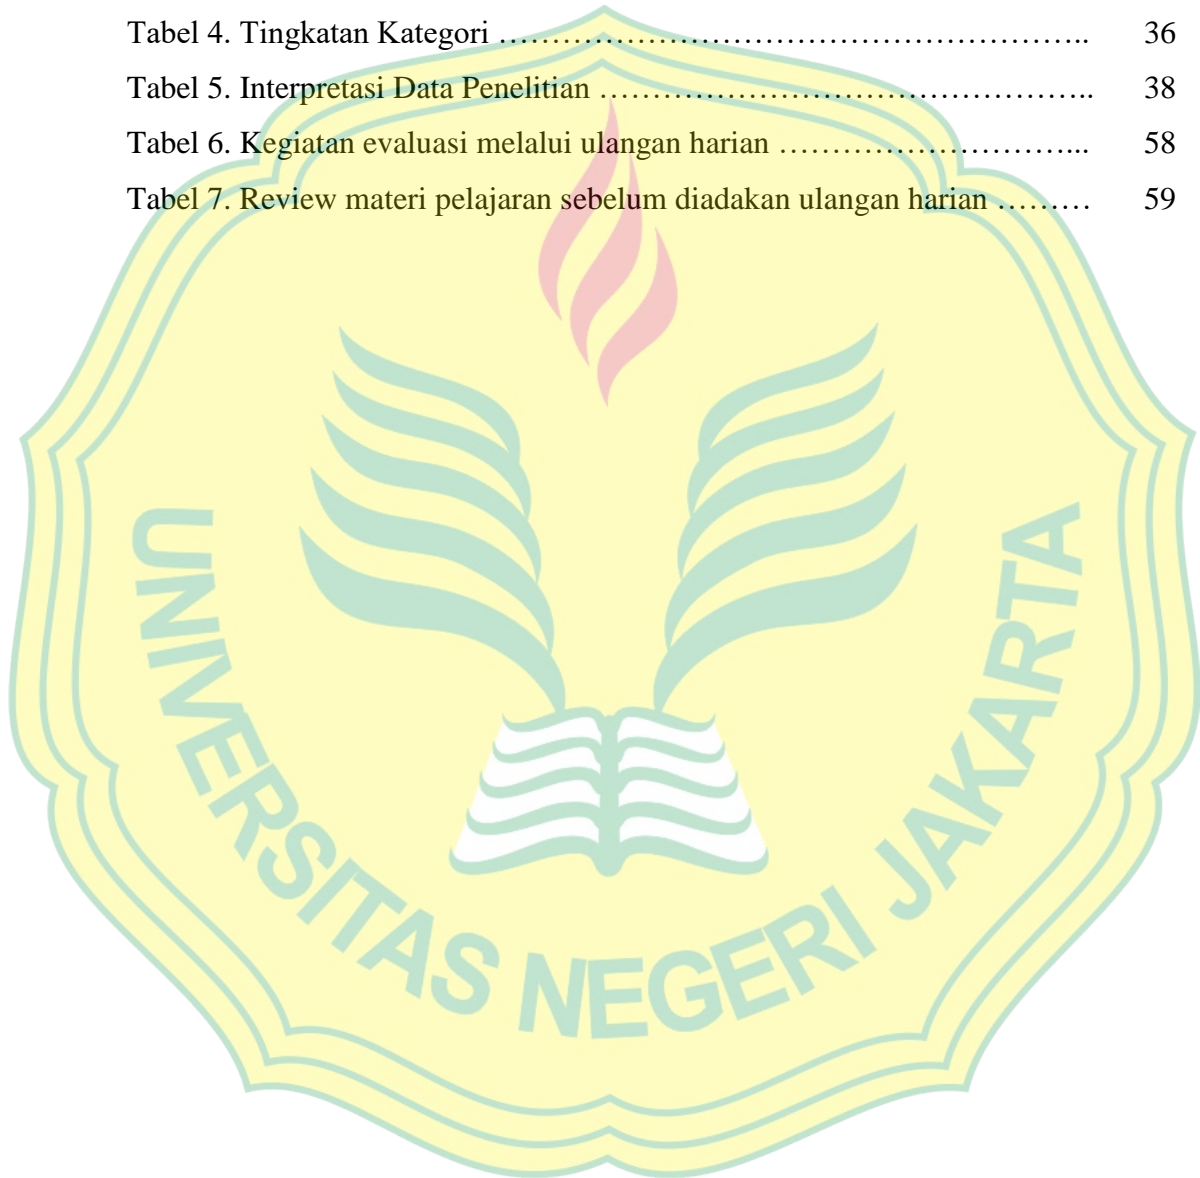 Tabel 4. Tingkatan Kategori ……………………………………………….. 36
Tabel 5. Interpretasi Data Penelitian ……………………………………….. 38
Tabel 6. Kegiatan evaluasi melalui ulangan harian ………………………... 58
Tabel 7. Review materi pelajaran sebelum diadakan ulangan harian ……… 59
UNIVERSITAS NEGERI JAKARTA